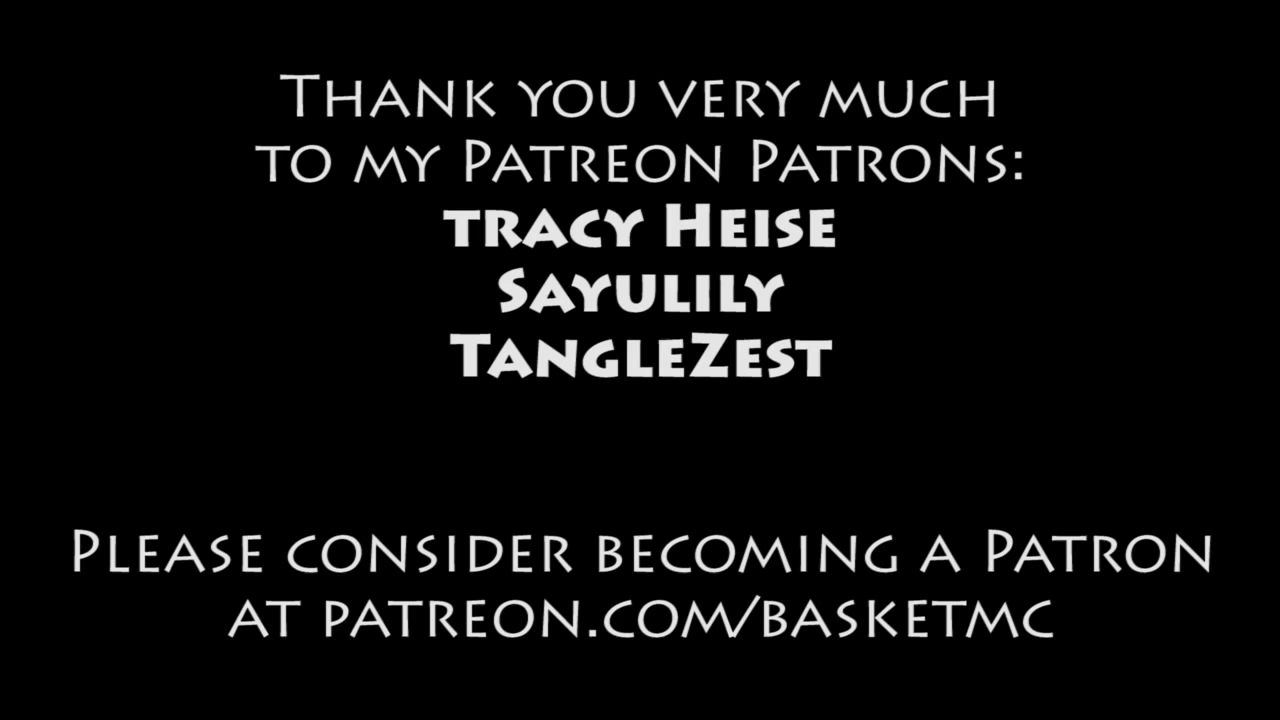 Thank you very much
to my Patreon Patrons:
tracy Heise
Sayulily
TangleZest
Please consider becoming a Patron
at patreon.com/basketmc